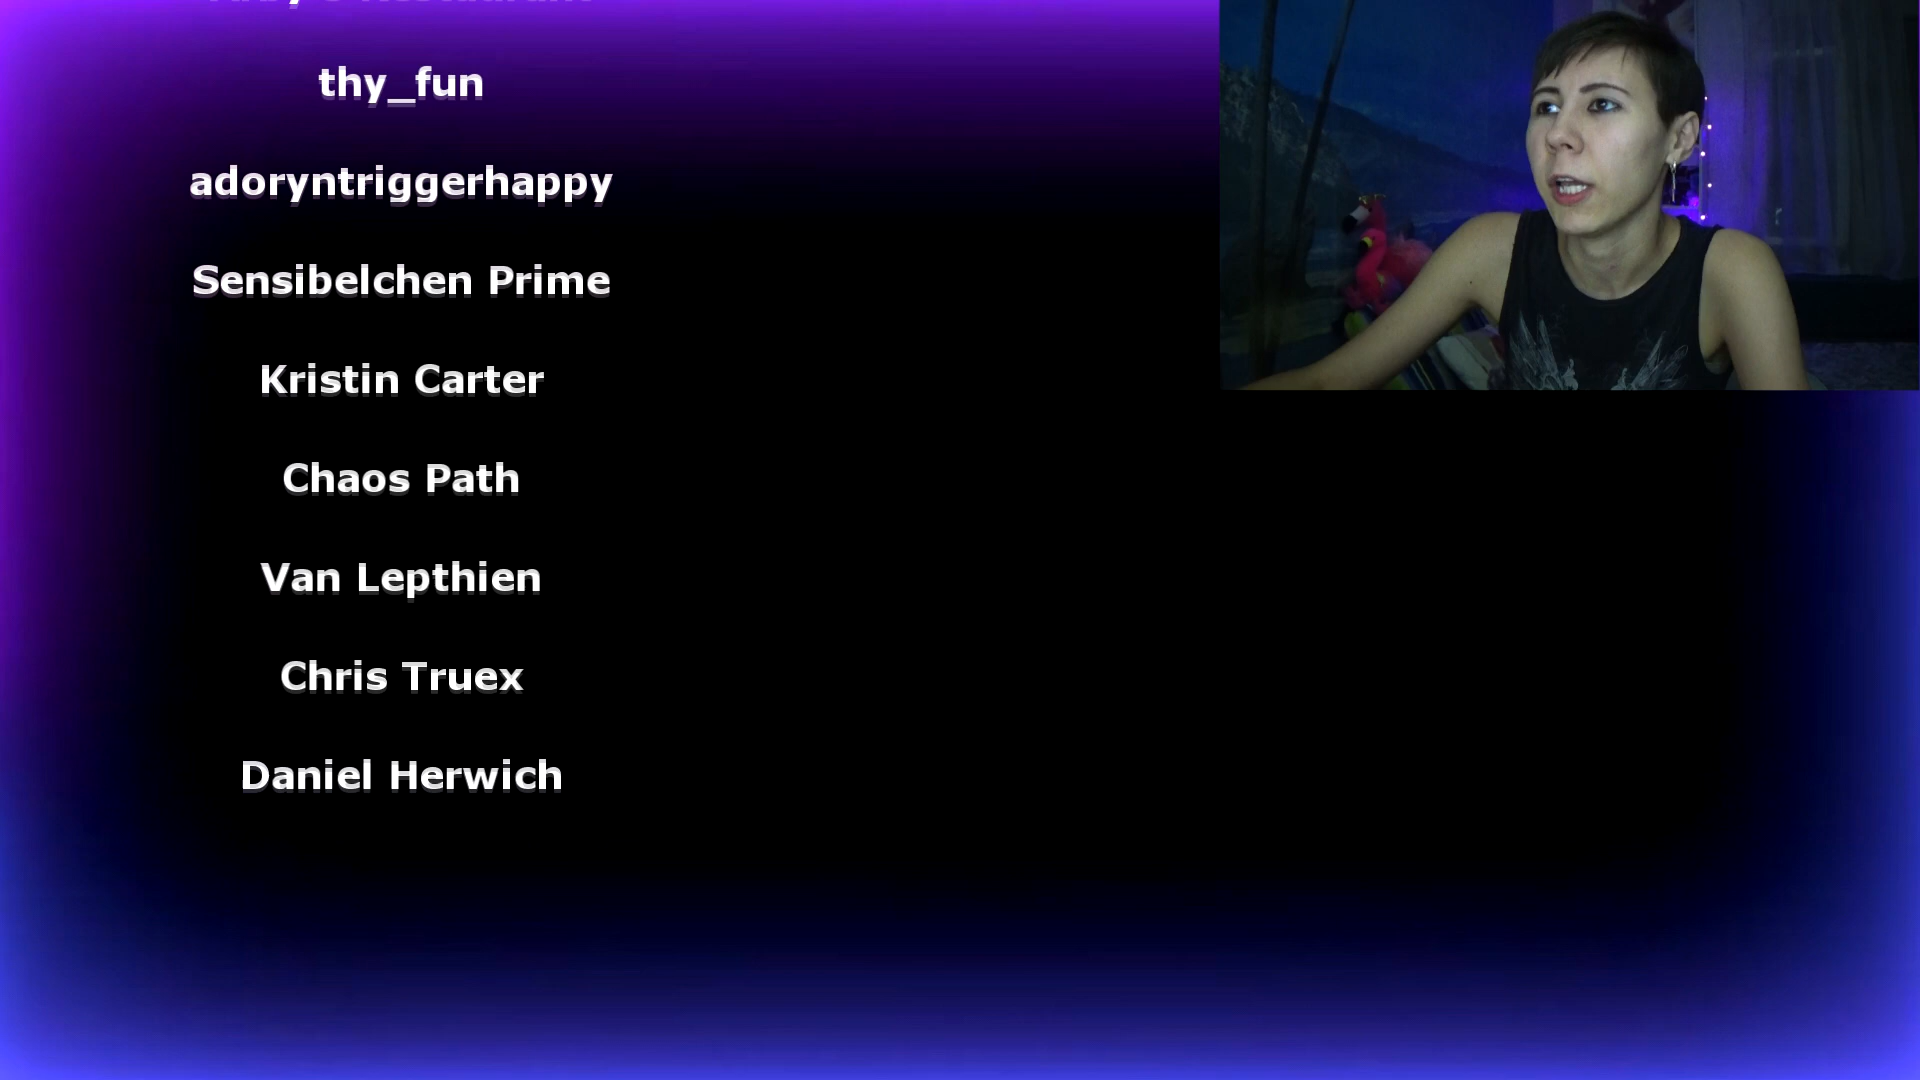 thy_fun
adoryntriggerhappy
Sensibelchen Prime
Kristin Carter
Chaos Path
Van Lepthien
Chris Truex
Daniel Herwich